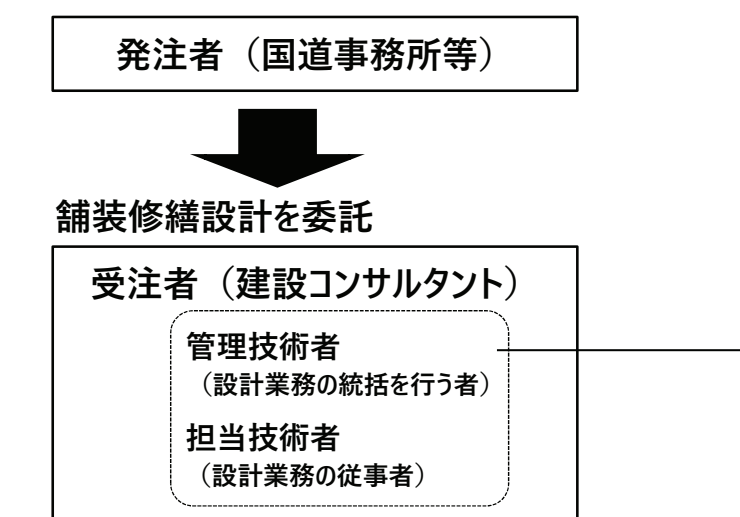 発注者（国道事務所等）
舗装修繕設計を委託
受注者（建設コンサルタント）
管理技術者
（設計業務の統括を行う者）
担当技術者
（設計業務の従事者）